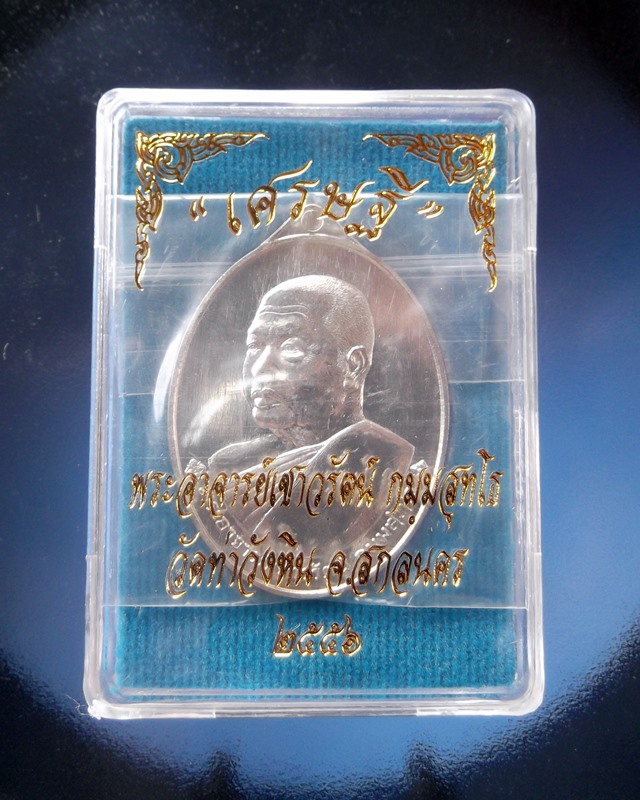 "เศรษฐี"
พระอาจารย์เชาวรัตน์ กุมฺมสุทโธ
วัดทาวังหิน จ.สกลนคร
๒๕๕๖